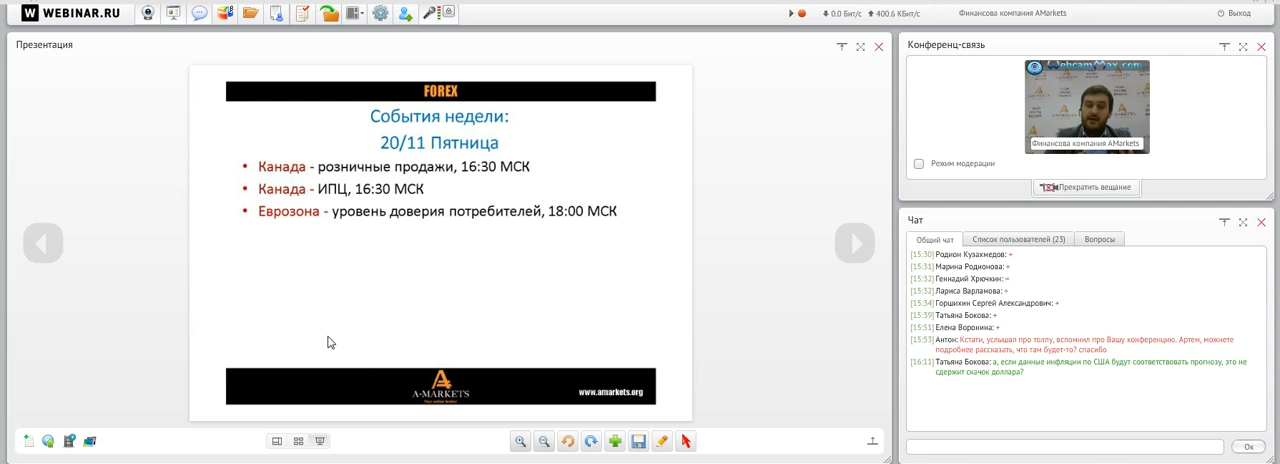 W WEBINAR.RU
0.0 Бит/с 400.6 КБит/с
Финансова компания AMarkets
Выход
Презентация
FOREX
События недели:
20/11 Пятница
• Канада - розничные продажи, 16:30 МСК
• Канада - ИПЦ, 16:30 МСК
• Еврозона - уровень доверия потребителей, 18:00 МСК
A-MARKETS
Your online broker
www.amarkets.org
Конференц-связь
WebcamMax.com
Финансова компания AMarkets
Режим модерации
Прекратить вещание
Чат
Общий чат
Список пользователей (23)
Вопросы
[15:30] Родион Кузахмедов: +
[15:31] Марина Родионова: +
[15:32] Геннадий Хрючкин: =
[15:32] Лариса Варламова: +
[15:34] Горшихин Сергей Александрович: +
[15:39] Татьяна Бокова: +
[15:51] Елена Воронина: +
[15:53] Антон: Кстати, услышал про толпу, вспомнил про Вашу конференцию. Артем, можете
подробнее рассказать, что там будет-то? спасибо
[16:11] Татьяна Бокова: а, если данные инфляции по США будут соответствовать прогнозу, это не
сдержит скачок доллара?
Ок